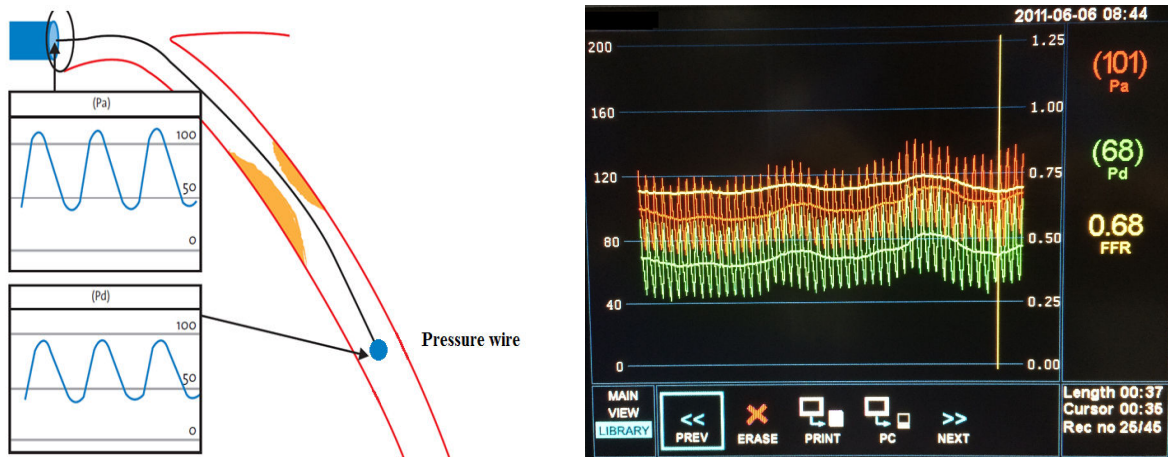 (Pa)
100
50
0
(Pd)
100
50
0
Pressure wire
2011-06-06 08:44
200
160
120
80
40
0
1.25
1.00
0.75
0.50
0.25
0.00
(101)
Pa
(68)
Pd
0.68
FFR
MAIN
VIEW
LIBRARY
<<
PREV
ERASE
PRINT
PC
>>
NEXT
Length 00:37
Cursor 00:35
Rec no 25/45